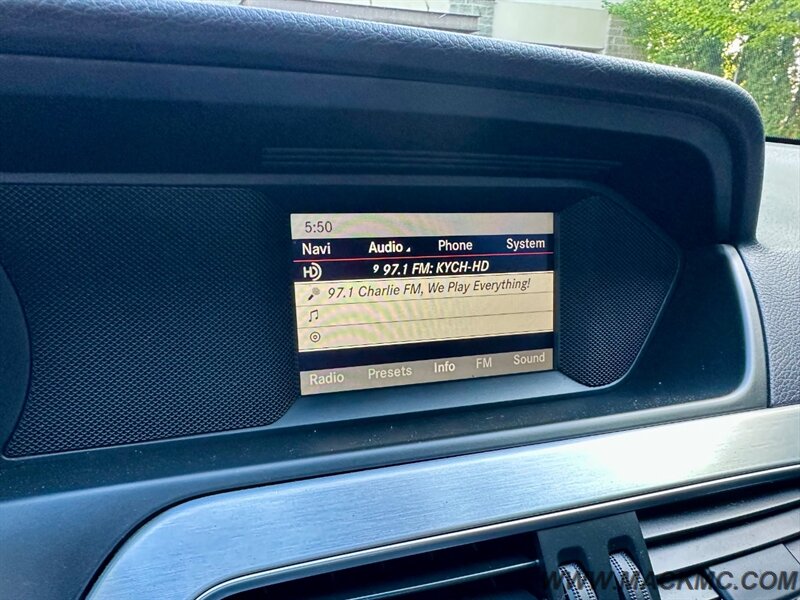 5:50
Navi Audio Phone System
HD 9 97.1 FM: KYCH-HD
97.1 Charlie FM, We Play Everything!
Radio Presets Info FM Sound
WWW.MACKMC.COM